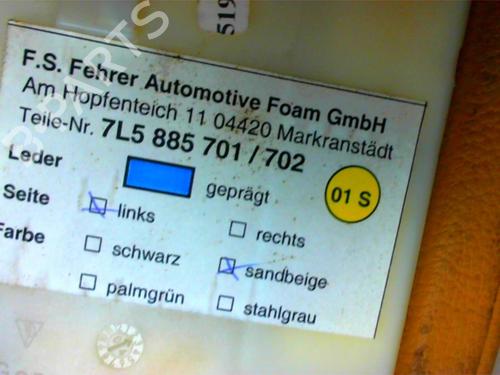 519
F.S. Fehrer Automotive Foam GmbH
Am Hopfenteich 11 04420 Markranstädt
Teile-Nr. 7L5 885 701 / 702
Leder geprägt 01 S
Seite links rechts
Farbe schwarz sandbeige
palmgrün stahlgrau